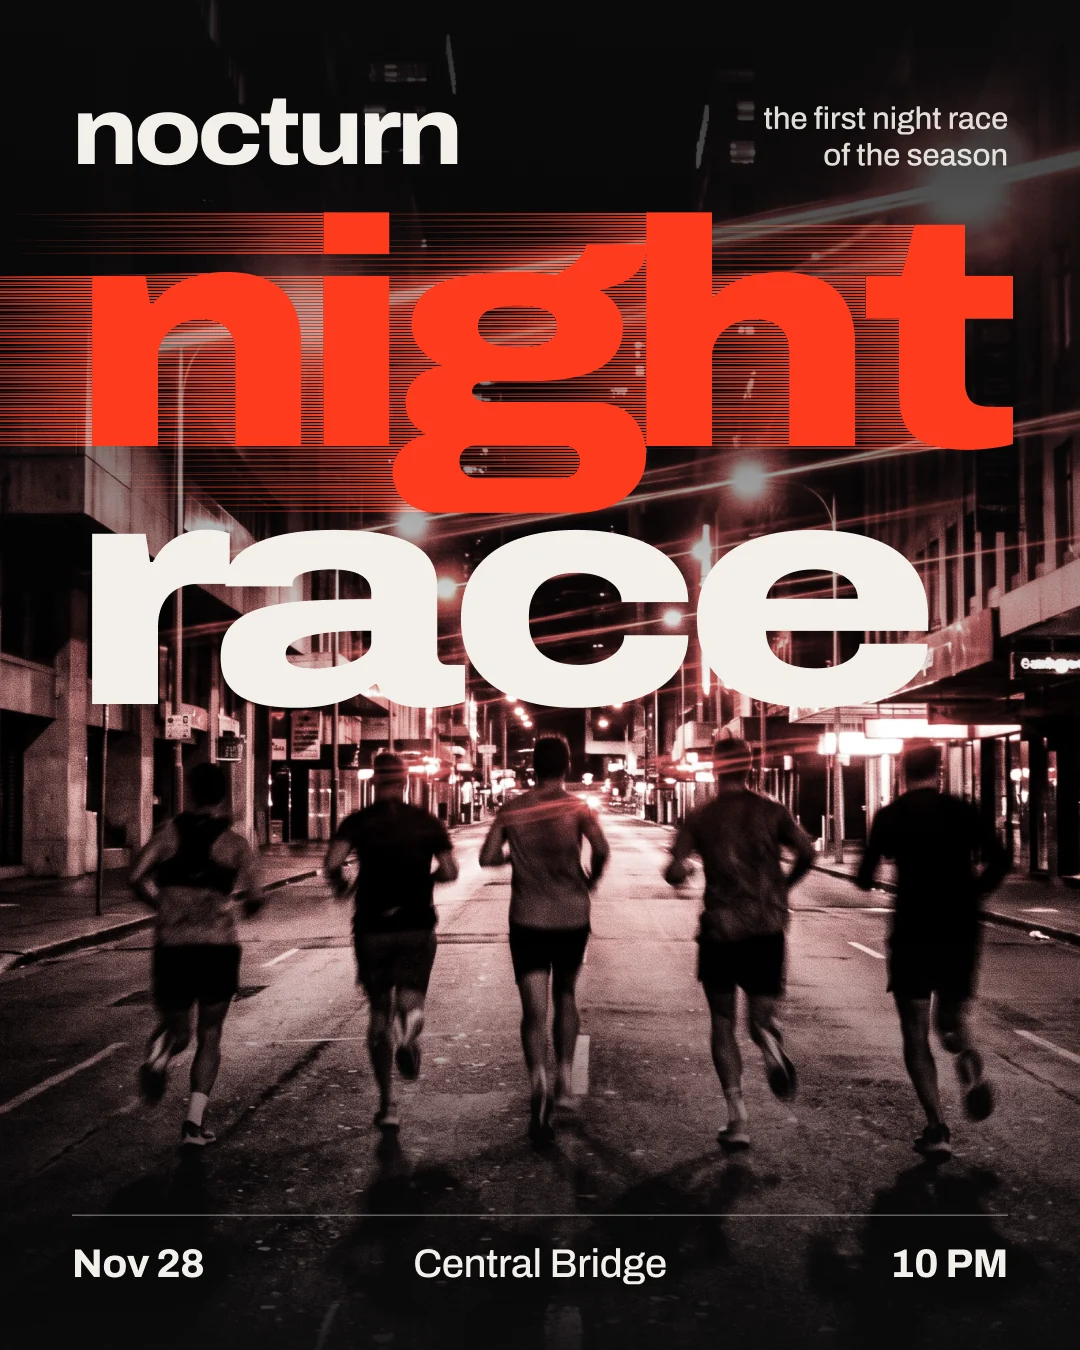 nocturn
the first night race
of the season
night
race
Nov 28
Central Bridge
10 PM